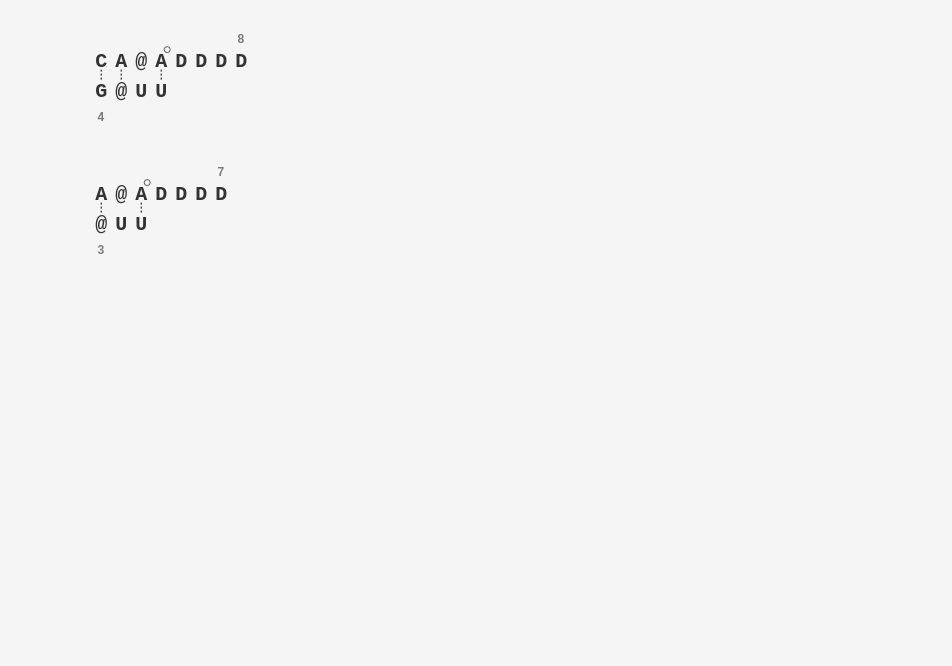 8
C A @ A D D D D
G @ U U
4
7
A @ A D D D D
@ U U
3